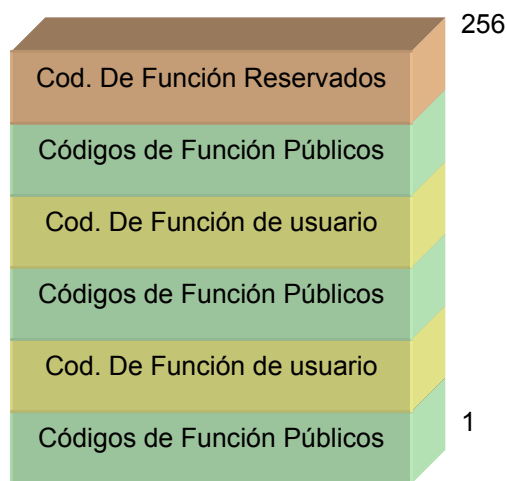 256
Cod. De Función Reservados
Códigos de Función Públicos
Cod. De Función de usuario
Códigos de Función Públicos
Cod. De Función de usuario
Códigos de Función Públicos
1